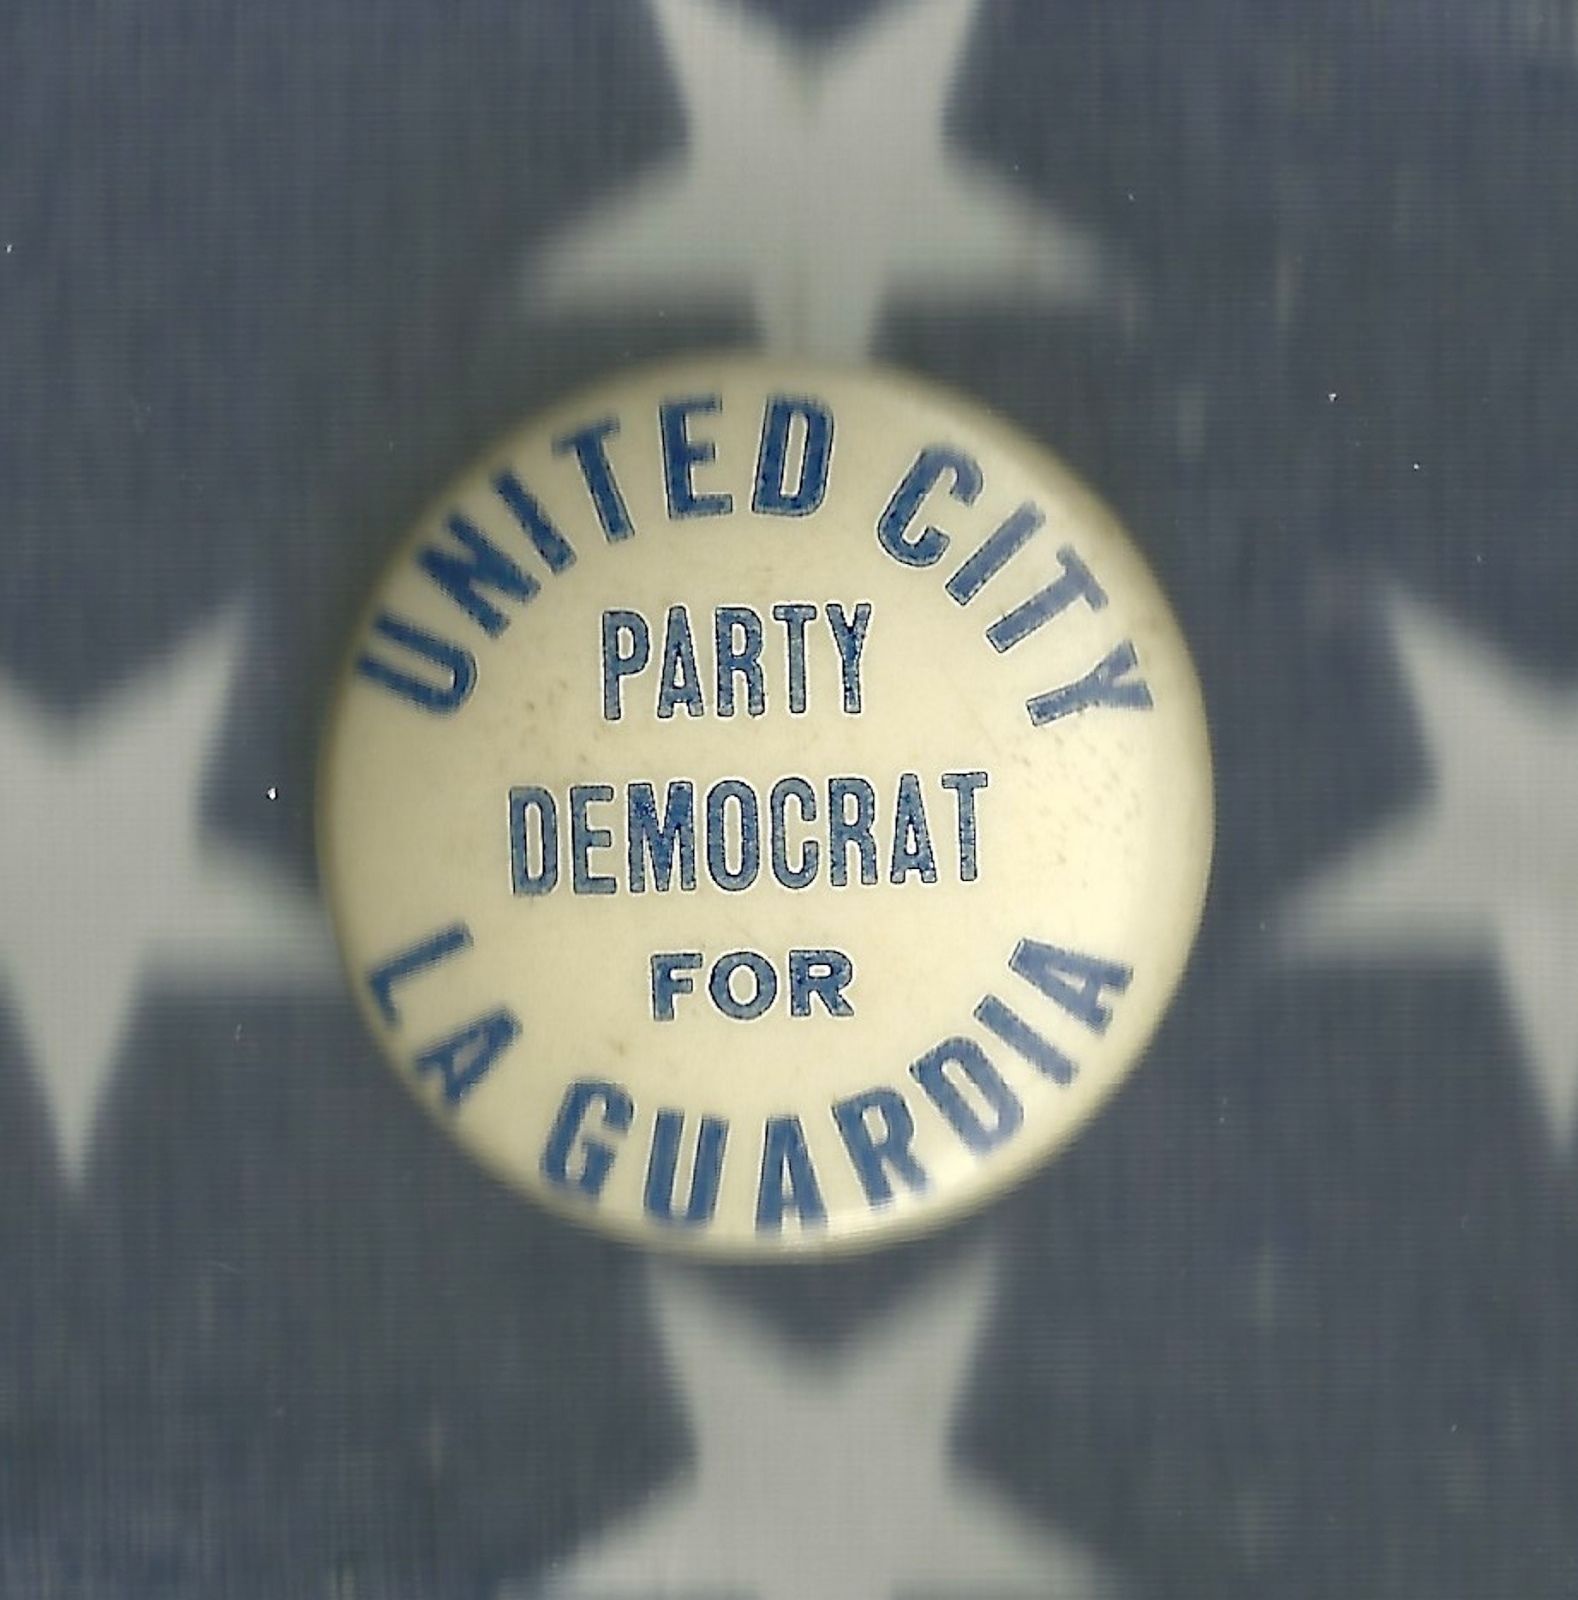 UNITED CITY
PARTY
DEMOCRAT
FOR
LA GUARDIA